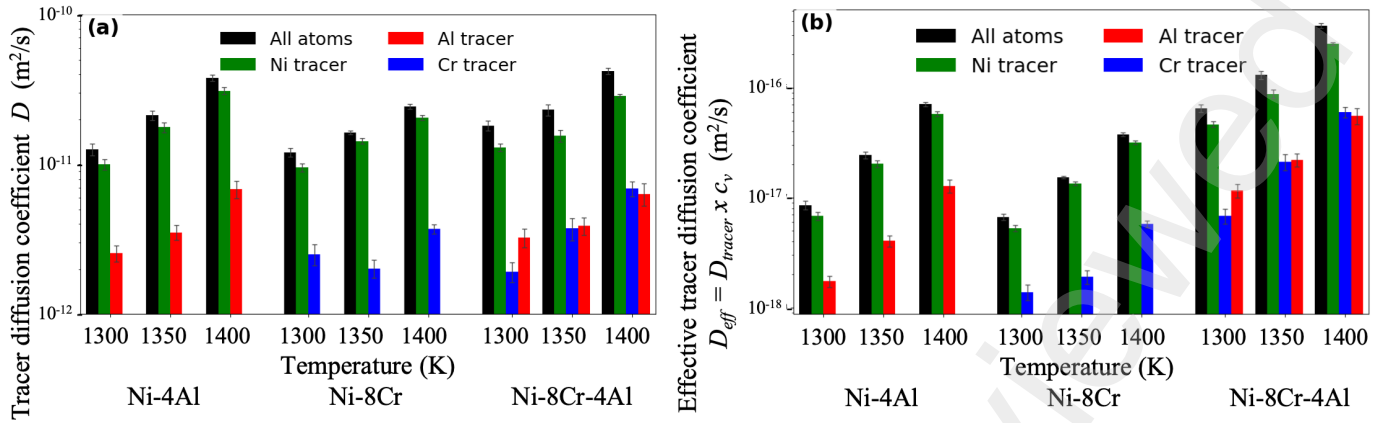 (a)
All atoms
Al tracer
Ni tracer
Cr tracer
Tracer diffusion coefficient D (m²/s)
10⁻¹⁰
10⁻¹¹
10⁻¹²
1300 1350 1400 1300 1350 1400 1300 1350 1400
Temperature (K)
Ni-4Al Ni-8Cr Ni-8Cr-4Al
(b)
All atoms
Al tracer
Ni tracer
Cr tracer
Effective tracer diffusion coefficient
D_eff = D_tracer x c_v (m²/s)
10⁻¹⁶
10⁻¹⁷
10⁻¹⁸
1300 1350 1400 1300 1350 1400 1300 1350 1400
Temperature (K)
Ni-4Al Ni-8Cr Ni-8Cr-4Al
viewed